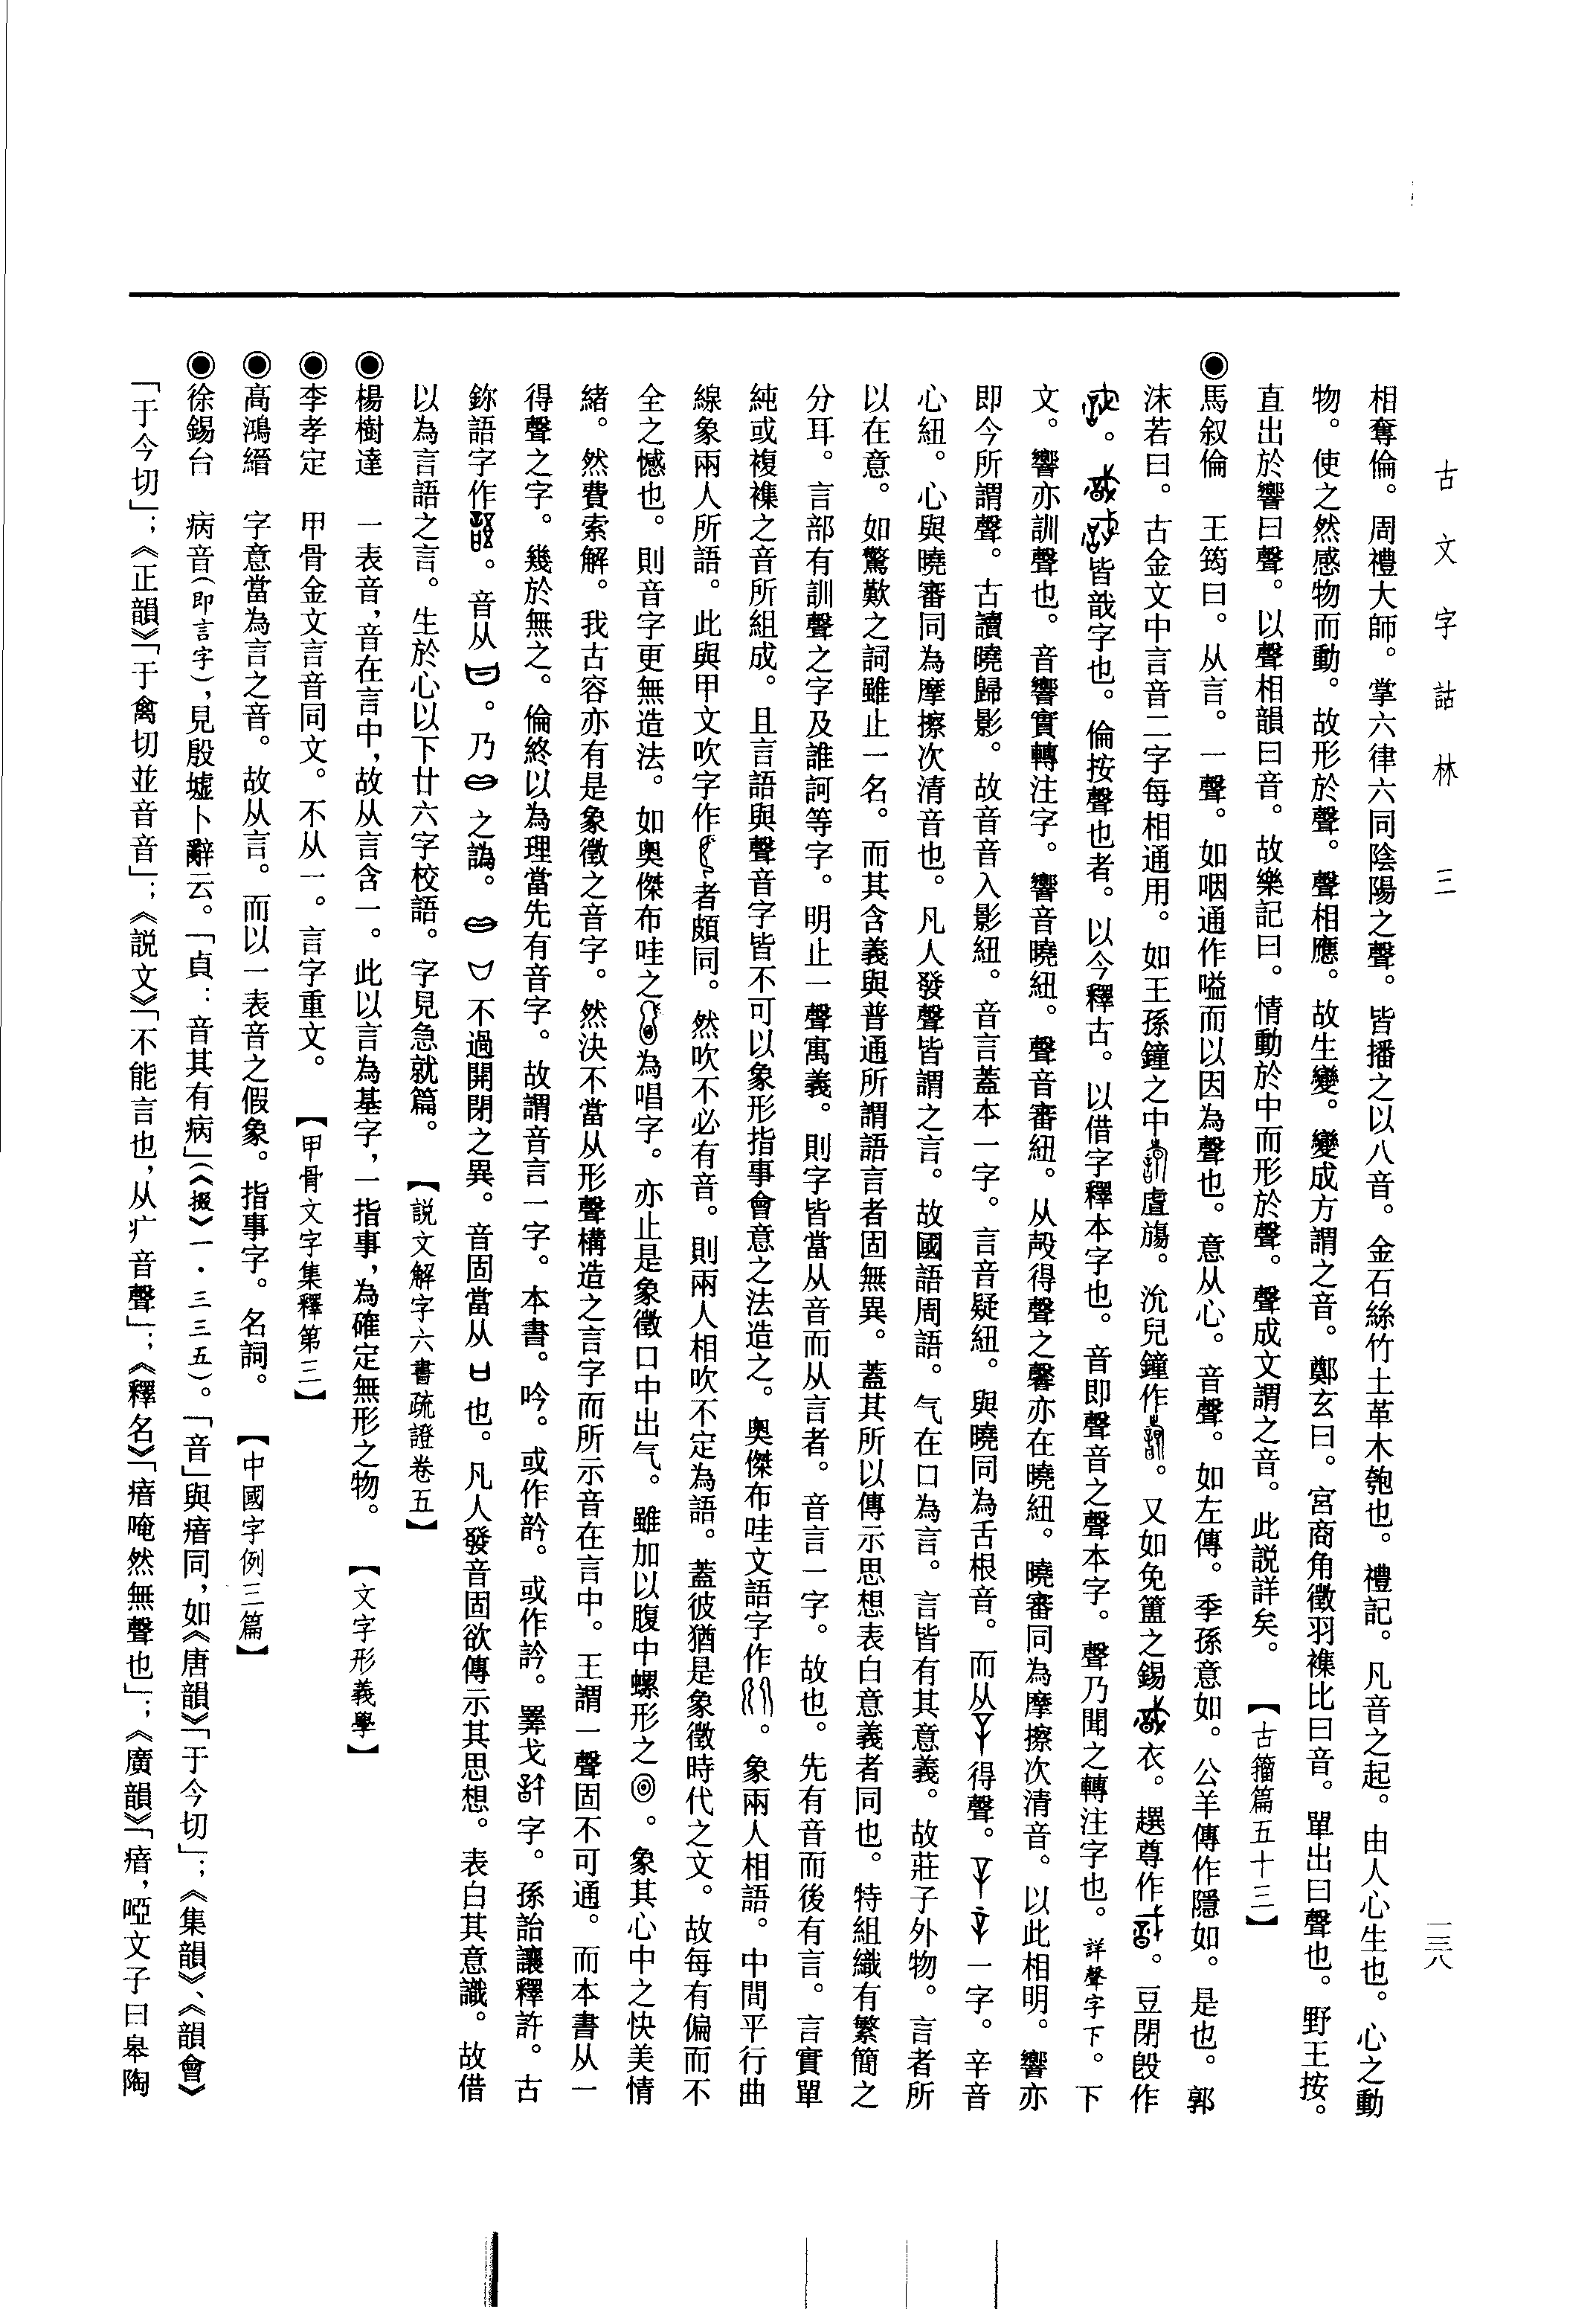 古文字詁林 三
一三八
相奪倫。周禮大師。掌六律六同陰陽之聲。皆播之以八音。金石絲竹土革木匏也。禮記。凡音之起。由人心生也。心之動
物。使之然感物而動。故形於聲。聲相應。故生變。變成方謂之音。鄭玄曰。宮商角徵羽襍比曰音。單出曰聲也。野王按。
直出於響曰聲。以聲相韻曰音。故樂記曰。情動於中而形於聲。聲成文謂之音。此説詳矣。 【古籀篇五十三】
◉馬叙倫 王筠曰。从言。一聲。如咽通作嗌而以因為聲也。意从心。音聲。如左傳。季孫意如。公羊傳作隱如。是也。郭
沫若曰。古金文中言音二字每相通用。如王孫鐘之中虘旸。沇兒鐘作。又如免簠之錫衣。趩尊作。豆閉𣪘作
。皆戠字也。倫按聲也者。以今釋古。以借字釋本字也。音即聲音之聲本字。聲乃聞之轉注字也。詳聲字下。下
文。響亦訓聲也。音響實轉注字。響音曉紐。聲音審紐。从殸得聲之馨亦在曉紐。曉審同為摩擦次清音。以此相明。響亦
即今所謂聲。古讀曉歸影。故音音入影紐。音言蓋本一字。言音疑紐。與曉同為舌根音。而从得聲。一字。辛音
心紐。心與曉審同為摩擦次清音也。凡人發聲皆謂之言。故國語周語。气在口為言。言皆有其意義。故莊子外物。言者所
以在意。如驚歎之詞雖止一名。而其含義與普通所謂語言者固無異。蓋其所以傳示思想表白意義者同也。特組織有繁簡之
分耳。言部有訓聲之字及誰訶等字。明止一聲寓義。則字皆當从音而从言者。音言一字。故也。先有音而後有言。言實單
純或複襍之音所組成。且言語與聲音字皆不可以象形指事會意之法造之。奥傑布哇文語字作。象兩人相語。中間平行曲
線象兩人所語。此與甲文吹字作者頗同。然吹不必有音。則兩人相吹不定為語。蓋彼猶是象徵時代之文。故每有偏而不
全之憾也。則音字更無造法。如奥傑布哇之為唱字。亦止是象徵口中出气。雖加以腹中螺形之。象其心中之快美情
緒。然費索解。我古容亦有是象徵之音字。然決不當从形聲構造之言字而所示音在言中。王謂一聲固不可通。而本書从一
得聲之字。幾於無之。倫終以為理當先有音字。故謂音言一字。本書。吟。或作訡。或作訡。羿戈字。孫詒讓釋許。古
鉨語字作。音从。乃之譌。不過開閉之異。音固當从也。凡人發音固欲傳示其思想。表白其意識。故借
以為言語之言。生於心以下廿六字校語。字見急就篇。 【説文解字六書疏證卷五】
◉楊樹達 一表音，音在言中，故从言含一。此以言為基字，一指事，為確定無形之物。 【文字形義學】
◉李孝定 甲骨金文言音同文。不从一。言字重文。 【甲骨文字集釋第三】
◉高鴻縉 字意當為言之音。故从言。而以一表音之假象。指事字。名詞。 【中國字例三篇】
◉徐錫台 病音（即言字），見殷墟卜辭云。「貞：音其有病」（《掇》一・三三五）。「音」與瘖同，如《唐韻》「于今切」；《集韻》、《韻會》
「于今切」；《正韻》「于禽切並音音」；《説文》「不能言也，从疒音聲」；《釋名》「瘖唵然無聲也」；《廣韻》「瘖，啞文子曰皋陶